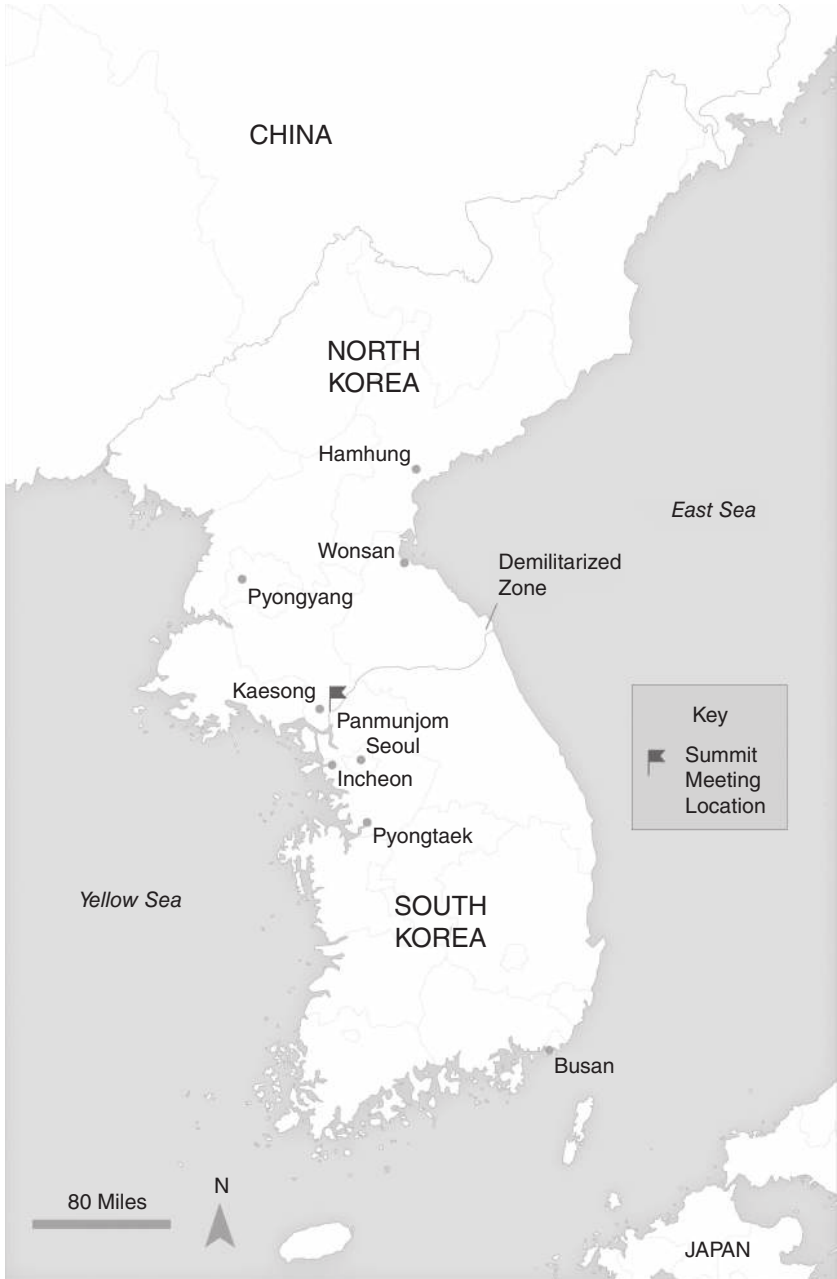 CHINA
NORTH
KOREA
Hamhung
East Sea
Wonsan
Demilitarized
Zone
Pyongyang
Kaesong
Panmunjom
Seoul
Incheon
Key
Summit
Meeting
Location
Pyongtaek
Yellow Sea
SOUTH
KOREA
Busan
80 Miles
N
JAPAN